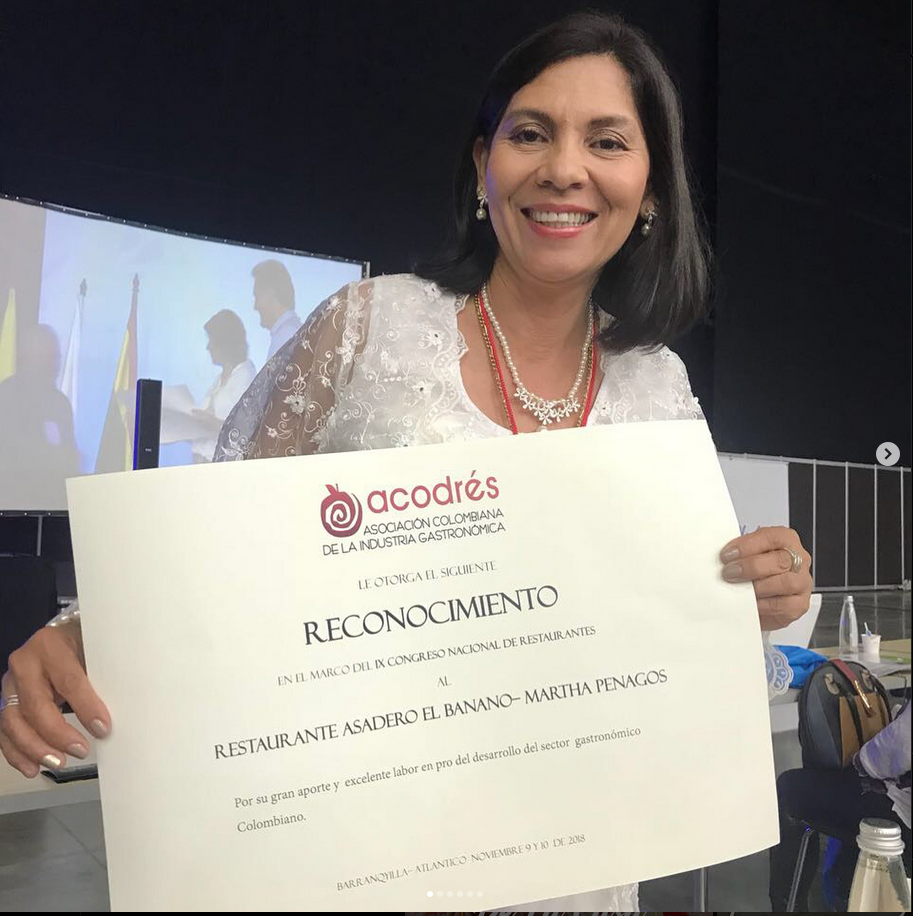 acodrés
ASOCIACIÓN COLOMBIANA
DE LA INDUSTRIA GASTRONÓMICA
LE OTORGA EL SIGUIENTE
RECONOCIMIENTO
EN EL MARCO DEL IX CONGRESO NACIONAL DE RESTAURANTES
AL
RESTAURANTE ASADERO EL BANANO– MARTHA PENAGOS
Por su gran aporte y excelente labor en pro del desarrollo del sector gastronómico
Colombiano.
BARRANQUILLA– ATLANTICO NOVIEMBRE 9 Y 10 DE 2018